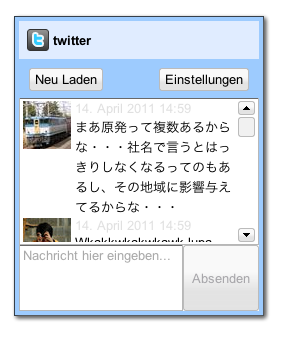 twitter
Neu Laden Einstellungen
14. April 2011 14:59
まあ原発って複数あるから
な・・・社名で言うとはっ
きりしなくなるってのもあ
るし、その地域に影響与え
てるからな・・・
14. April 2011 14:59
Nachricht hier eingeben...
Absenden